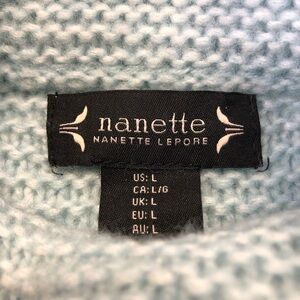 nanette
NANETTE LEPORE
US: L
CA: L/G
UK: L
EU: L
AU: L